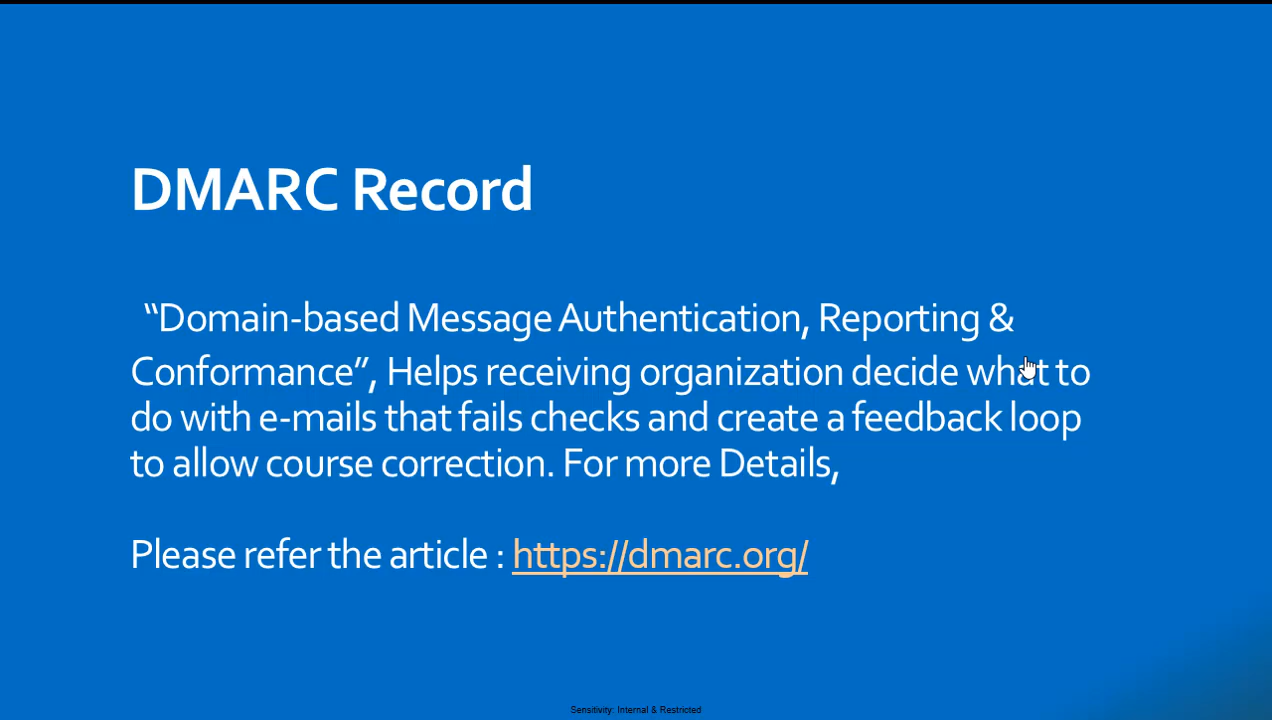 DMARC Record
“Domain-based Message Authentication, Reporting &
Conformance”, Helps receiving organization decide what to
do with e-mails that fails checks and create a feedback loop
to allow course correction. For more Details,
Please refer the article : https://dmarc.org/
Sensitivity: Internal & Restricted